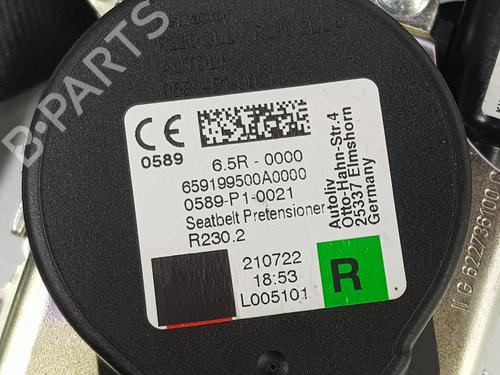 AUTOLIV
CE
0589
6.5R - 0000
659199500A0000
0589-P1-0021
Seatbelt Pretensioner
R230.2
210722
18:53
L005101
R
Autoliv
Otto-Hahn-Str.4
25337 Elmshorn
Germany
B-PARTS